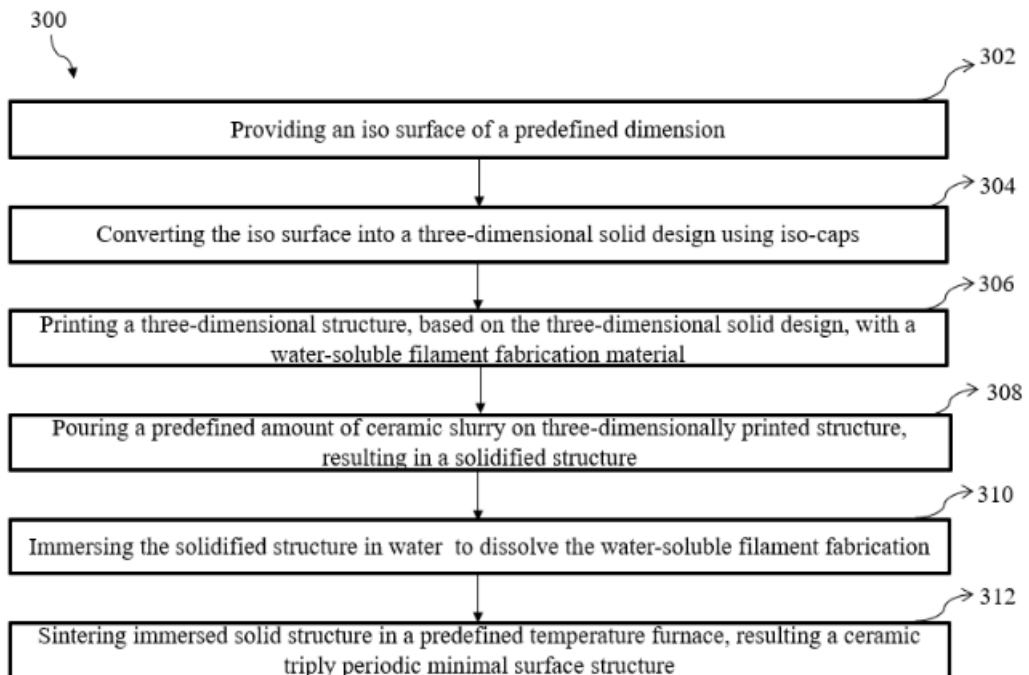 300
302
Providing an iso surface of a predefined dimension
304
Converting the iso surface into a three-dimensional solid design using iso-caps
306
Printing a three-dimensional structure, based on the three-dimensional solid design, with a
water-soluble filament fabrication material
308
Pouring a predefined amount of ceramic slurry on three-dimensionally printed structure,
resulting in a solidified structure
310
Immersing the solidified structure in water to dissolve the water-soluble filament fabrication
312
Sintering immersed solid structure in a predefined temperature furnace, resulting a ceramic
triply periodic minimal surface structure